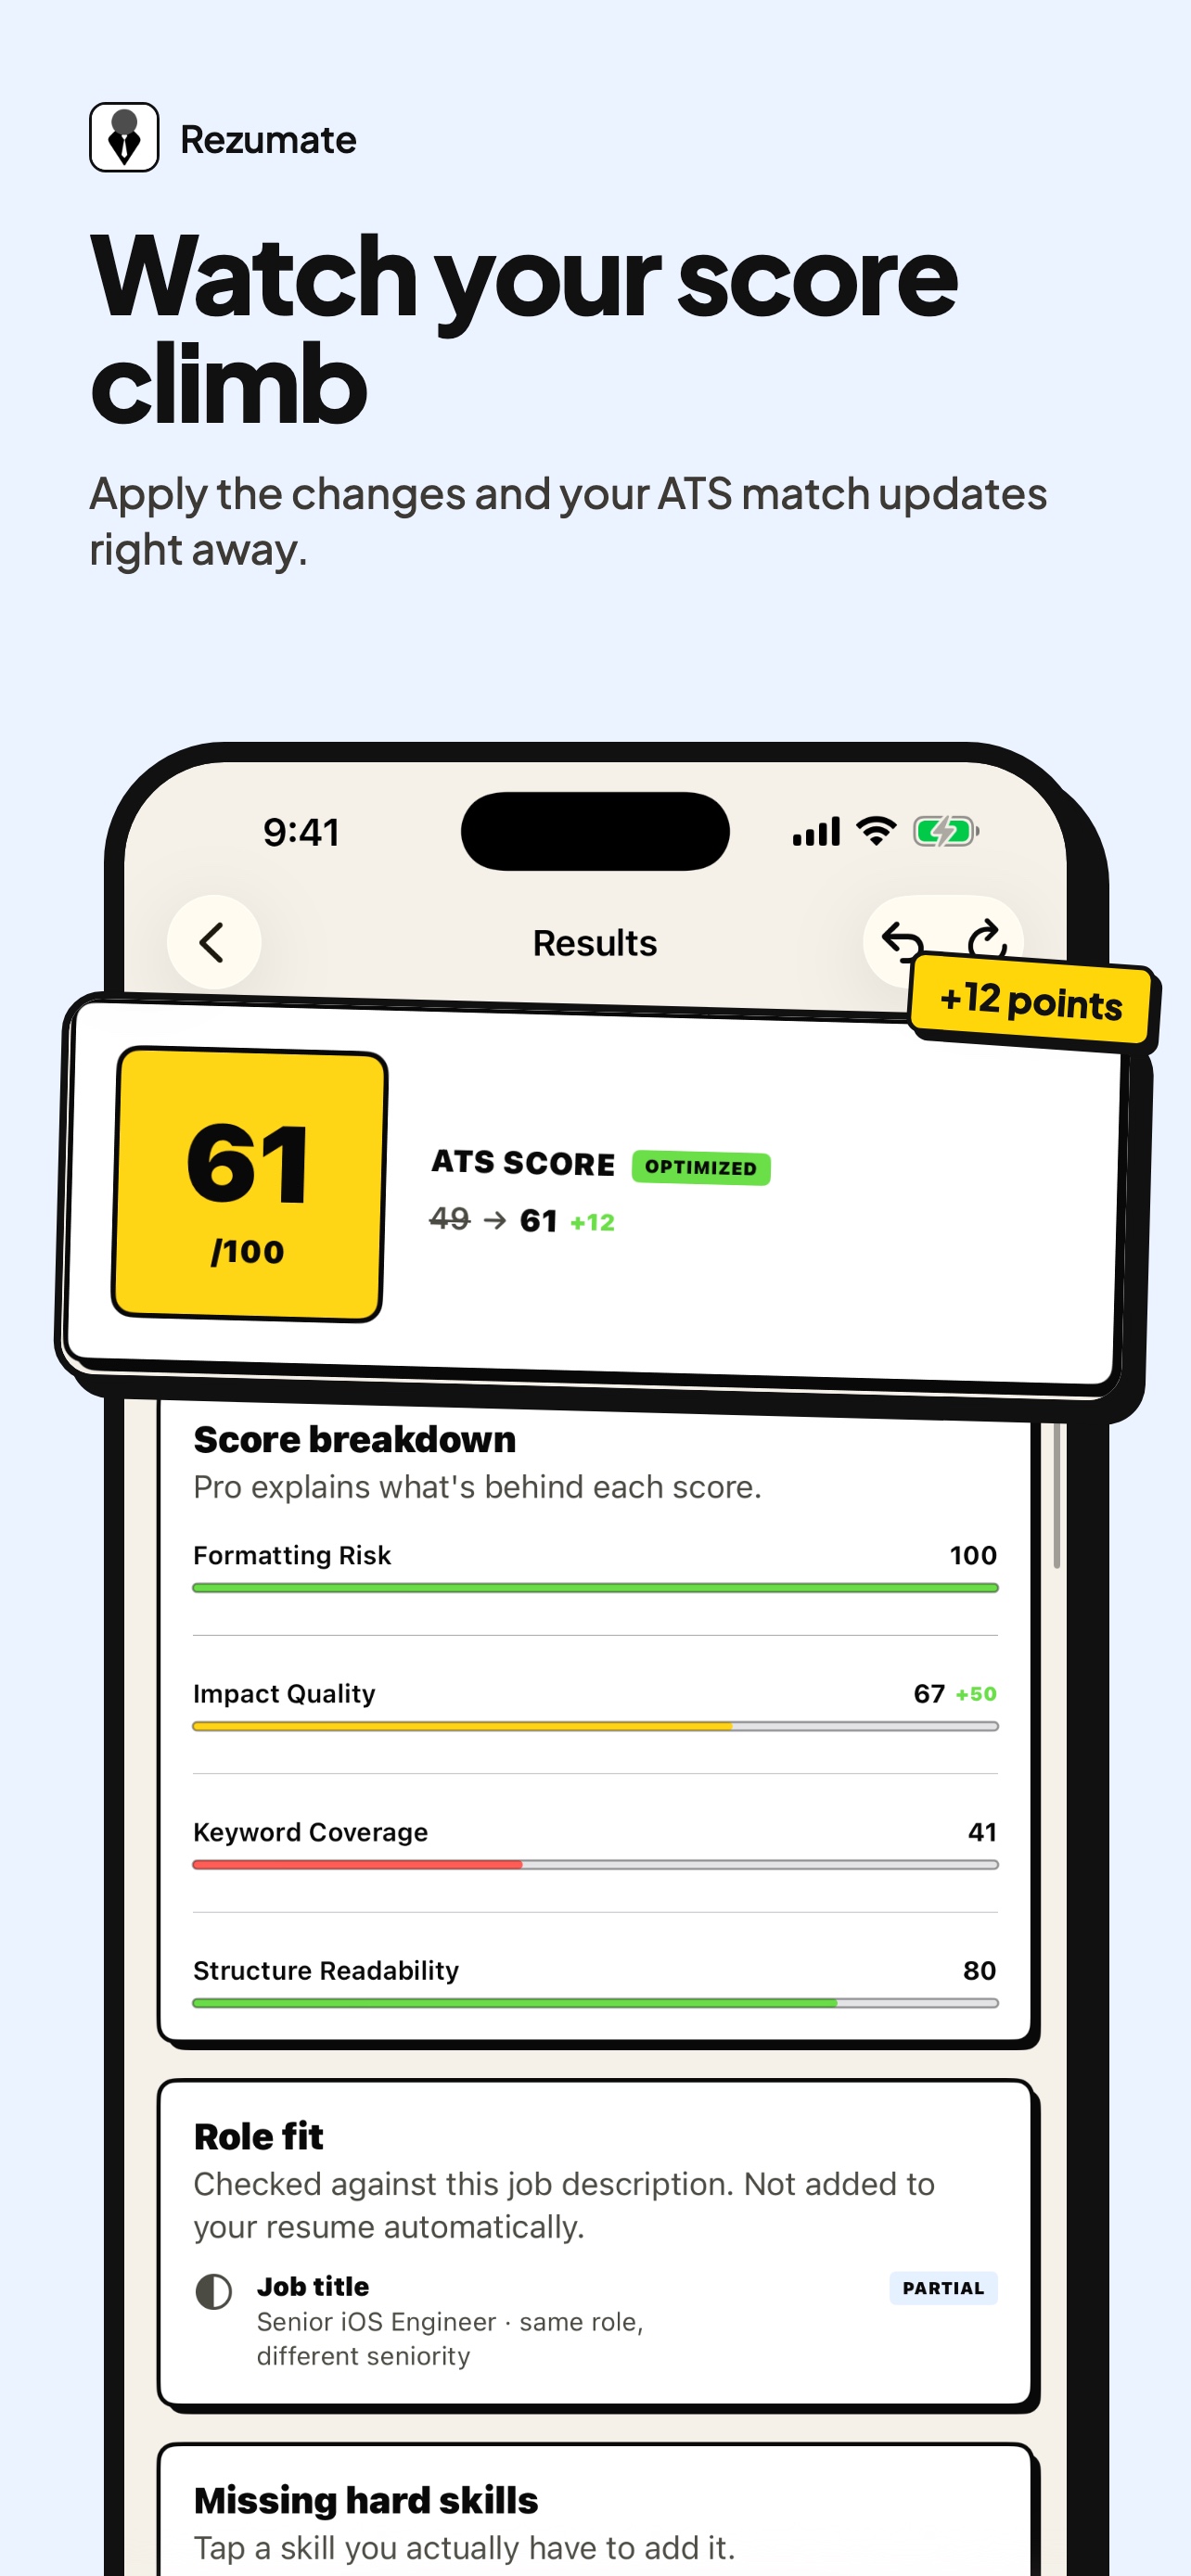 Rezumate
Watch your score
climb
Apply the changes and your ATS match updates
right away.
9:41
Results
+12 points
61
/100
ATS SCORE OPTIMIZED
49 → 61 +12
Score breakdown
Pro explains what's behind each score.
Formatting Risk 100
Impact Quality 67 +50
Keyword Coverage 41
Structure Readability 80
Role fit
Checked against this job description. Not added to
your resume automatically.
Job title PARTIAL
Senior iOS Engineer · same role,
different seniority
Missing hard skills
Tap a skill you actually have to add it.